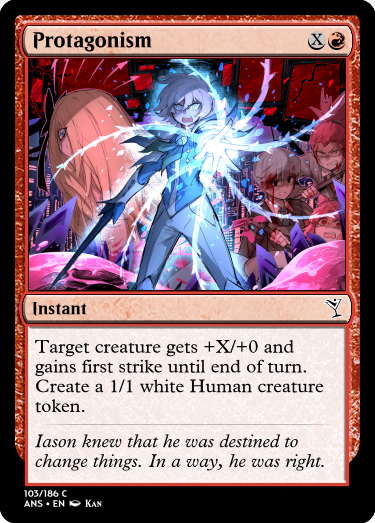 Protagonism
X R
Instant
Target creature gets +X/+0 and
gains first strike until end of turn.
Create a 1/1 white Human creature
token.
Iason knew that he was destined to
change things. In a way, he was right.
103/186 C
ANS • EN Kan